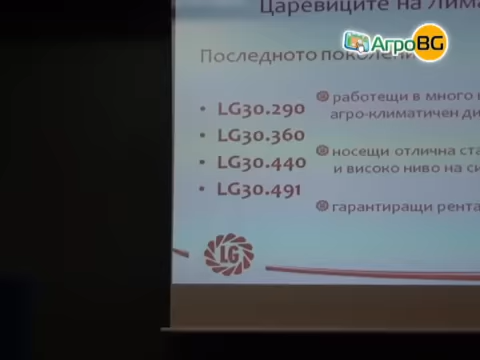 Царевиците на Лима
АгроBG
Последното поколени
• LG30.290
• LG30.360
• LG30.440
• LG30.491
работещи в много
агро-климатичен ди
носещи отлична ста
и високо ниво на си
гарантиращи рента
LG